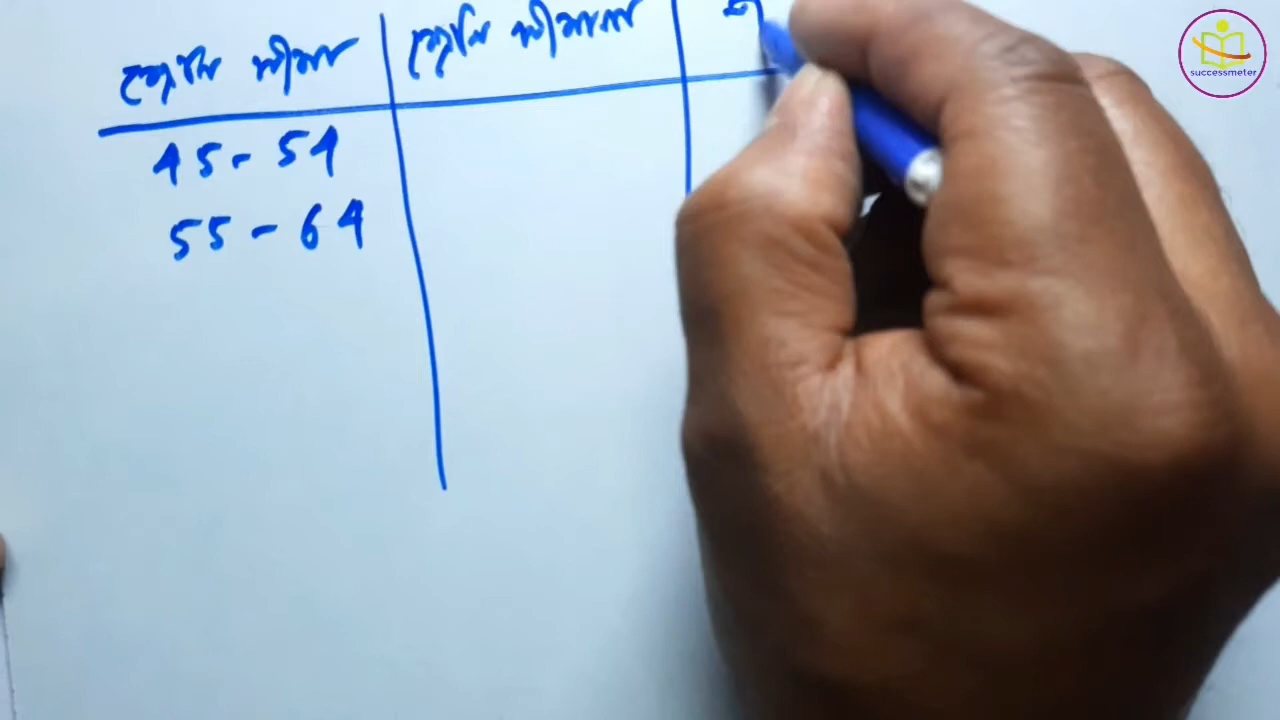 শ্রেণি সীমা শ্রেণি সীমানা
45 - 54
55 - 64
successmeter